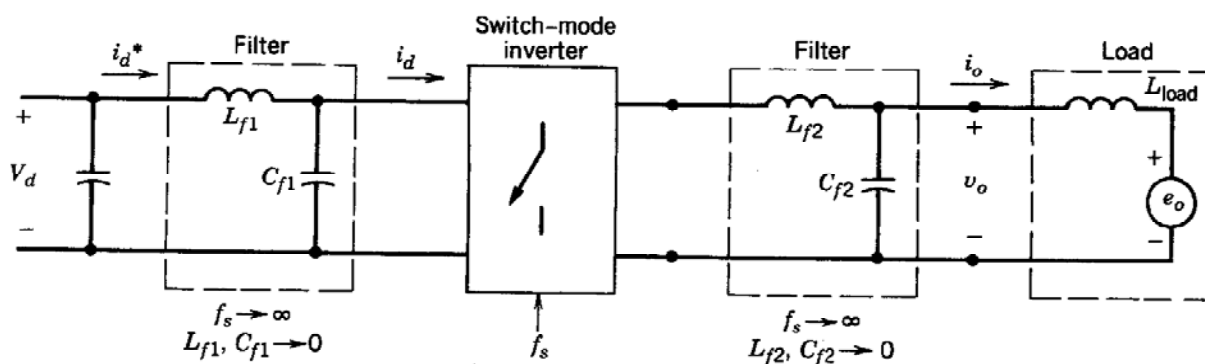 Switch-mode
inverter
Filter
Filter
Load
i_d*
i_d
i_o
L_load
+
L_f1
L_f2
+
+
V_d
C_f1
C_f2
v_o
e_o
−
−
−
f_s → ∞
L_f1, C_f1 → 0
f_s
f_s → ∞
L_f2, C_f2 → 0